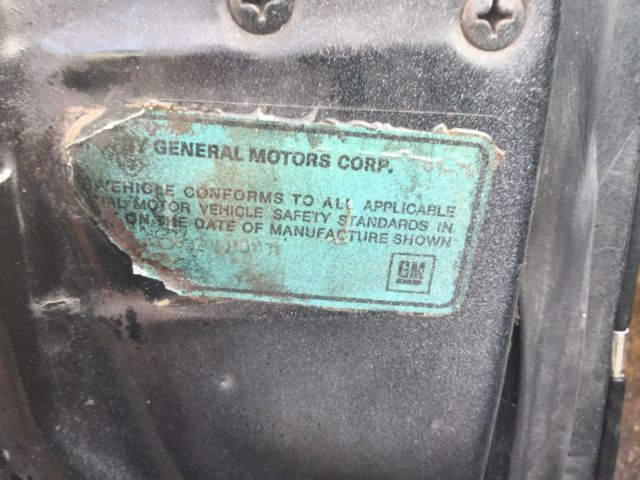 BY GENERAL MOTORS CORP.
VEHICLE CONFORMS TO ALL APPLICABLE
MOTOR VEHICLE SAFETY STANDARDS IN
ON THE DATE OF MANUFACTURE SHOWN
GM